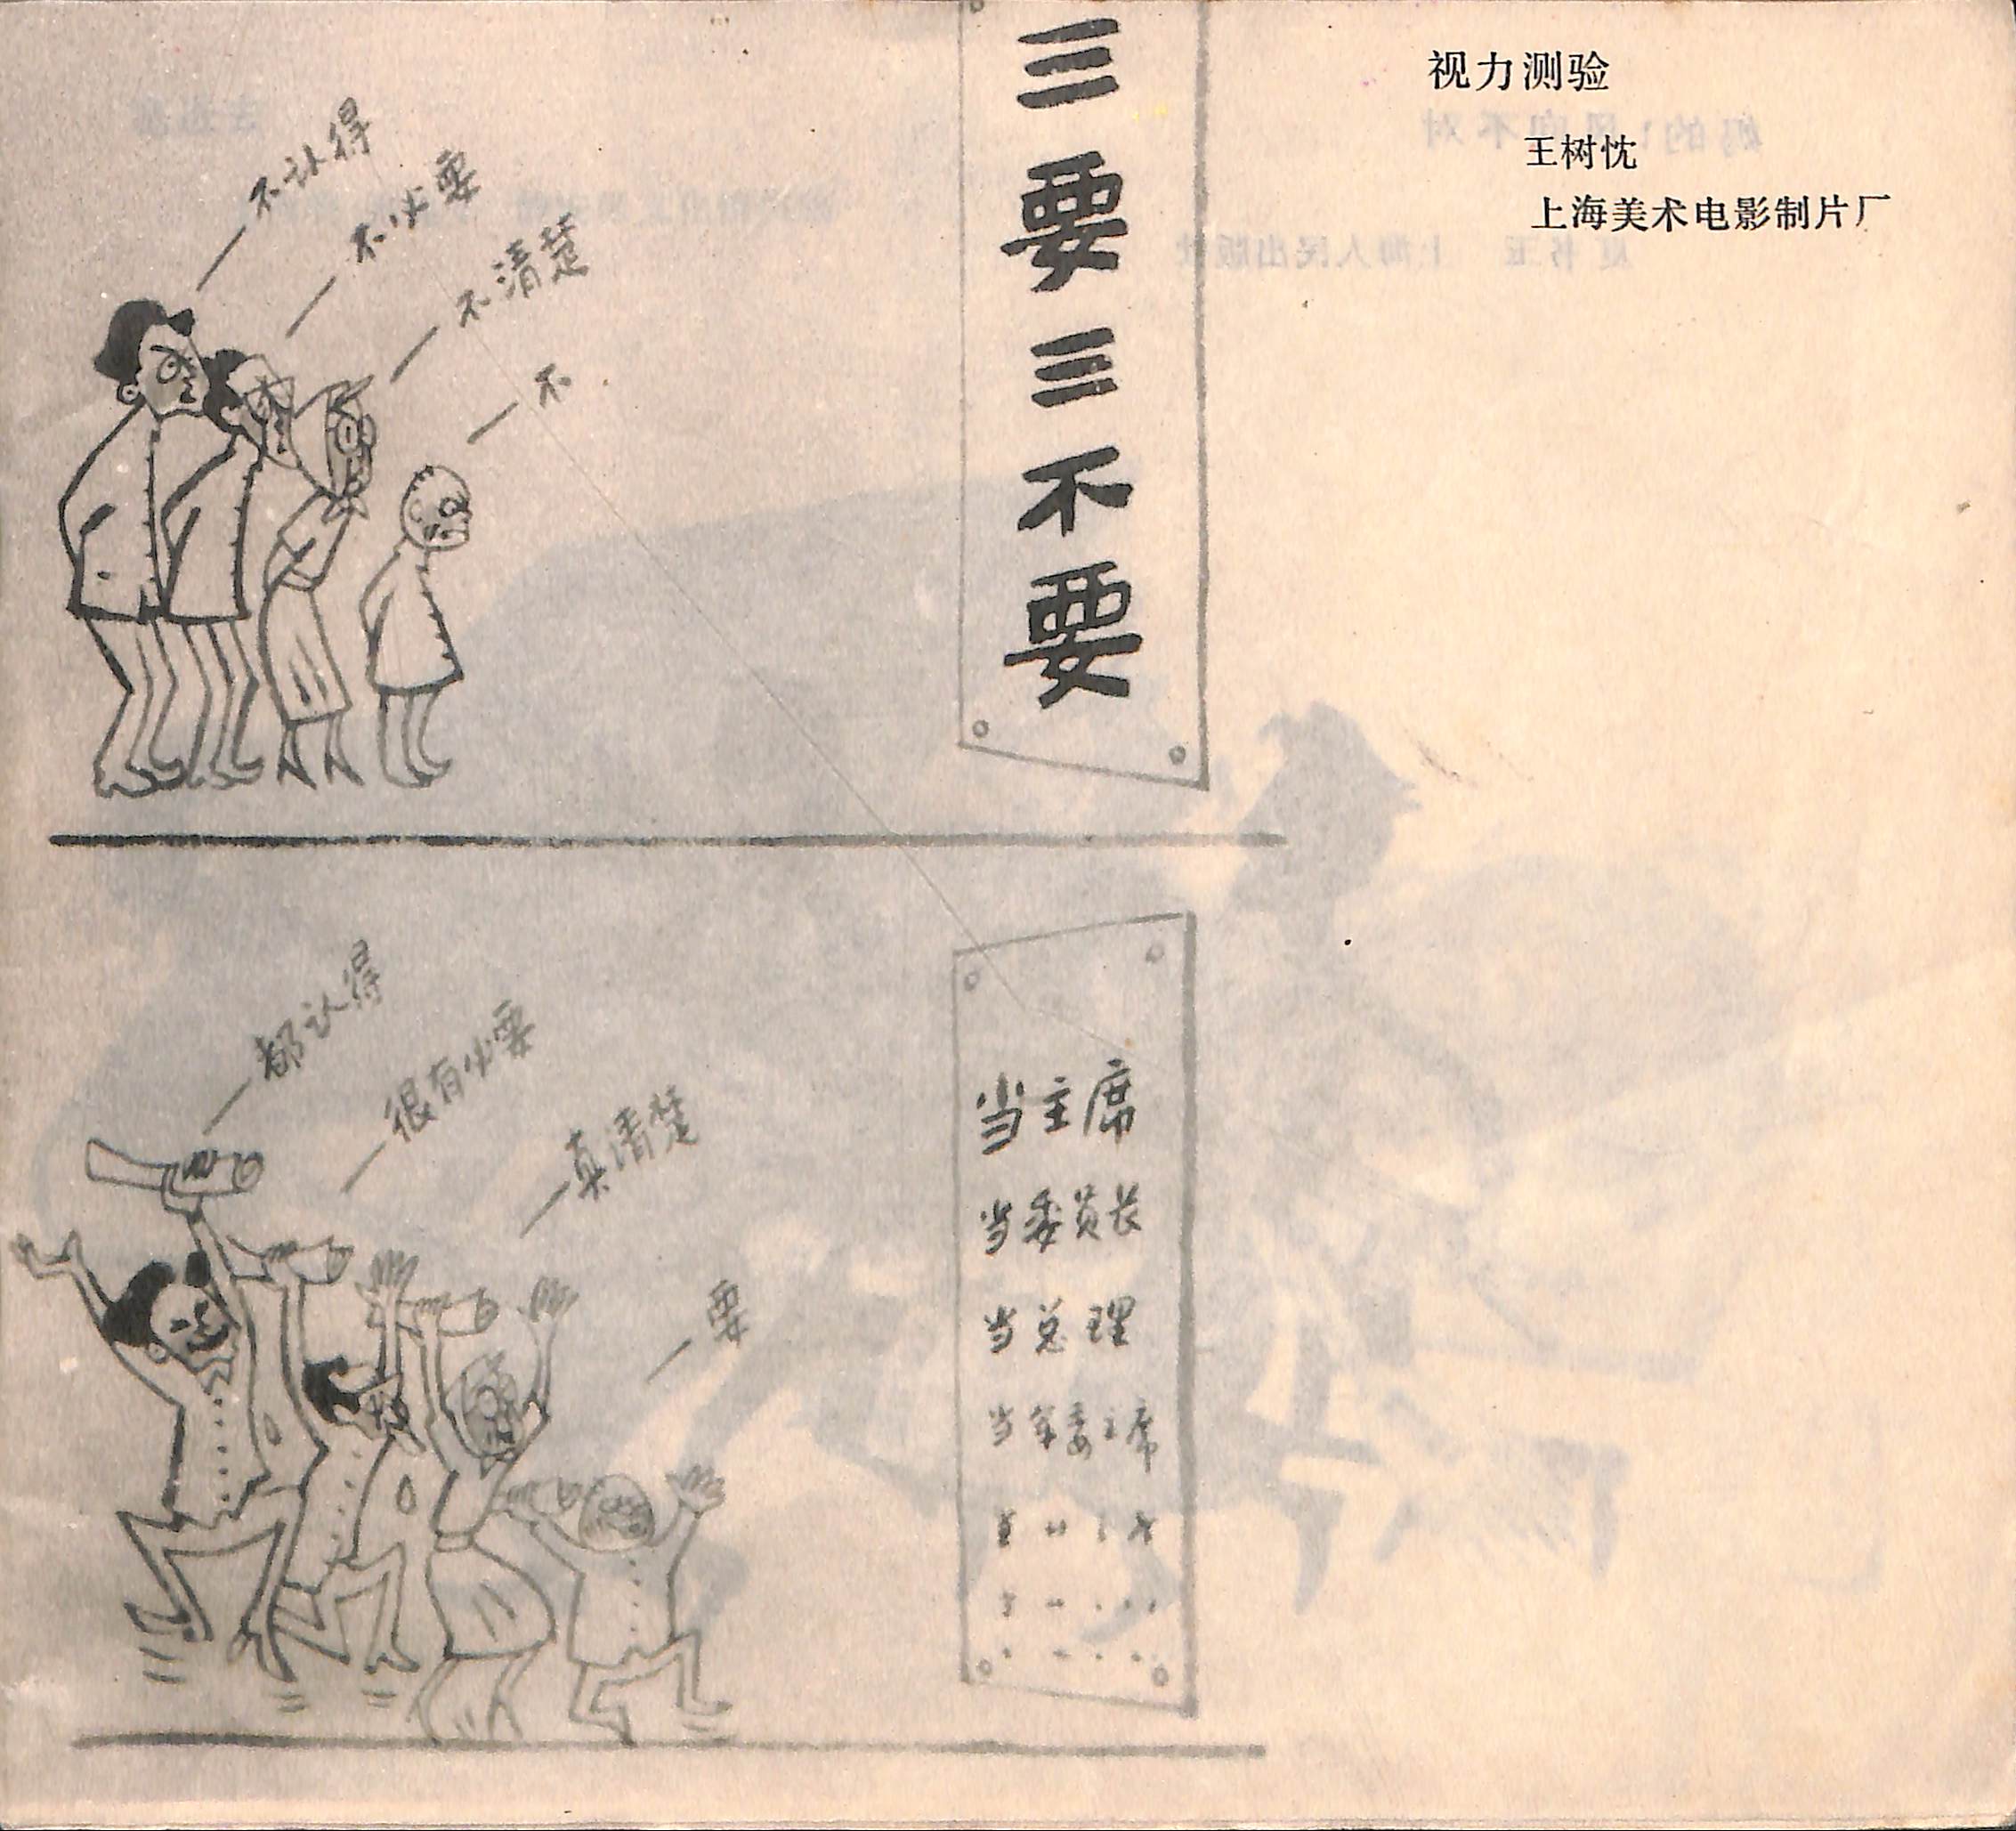 视力测验
王树忱
上海美术电影制片厂
三要三不要
—不认得
—不必要
—不清楚
—不
—都认得
—很有必要
—真清楚
—要
当主席
当委员长
当总理
当军委主席